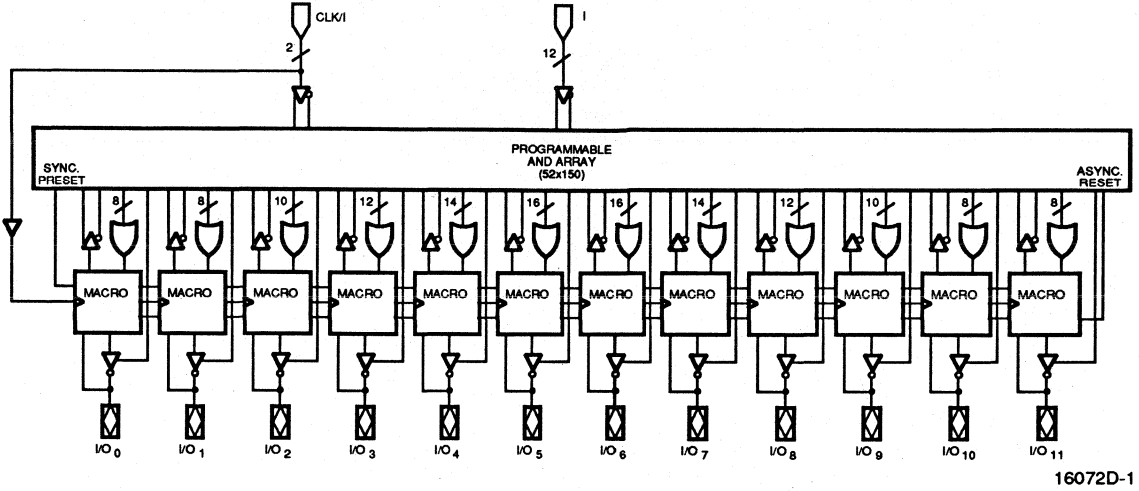 CLK/I
I
2
12
PROGRAMMABLE
AND ARRAY
(52x150)
SYNC.
PRESET
ASYNC.
RESET
8 8 10 12 14 16 16 14 12 10 8 8
MACRO MACRO MACRO MACRO MACRO MACRO MACRO MACRO MACRO MACRO MACRO MACRO
I/O 0 I/O 1 I/O 2 I/O 3 I/O 4 I/O 5 I/O 6 I/O 7 I/O 8 I/O 9 I/O 10 I/O 11
16072D-1